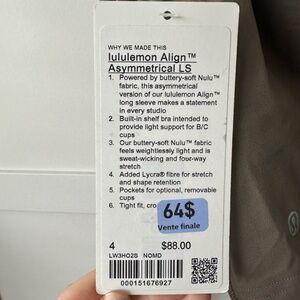 WHY WE MADE THIS
lululemon Align™
Asymmetrical LS
1. Powered by buttery-soft Nulu™
fabric, this asymmetrical
version of our lululemon Align™
long sleeve makes a statement
in every studio
2. Built-in shelf bra intended to
provide light support for B/C
cups
3. Our buttery-soft Nulu™ fabric
feels weightlessly light and is
sweat-wicking and four-way
stretch
4. Added Lycra® fibre for stretch
and shape retention
5. Pockets for optional, removable
cups
6. Tight fit, cro
64$
Vente finale
4 $88.00
LW3HO2S NOMD
000151676927